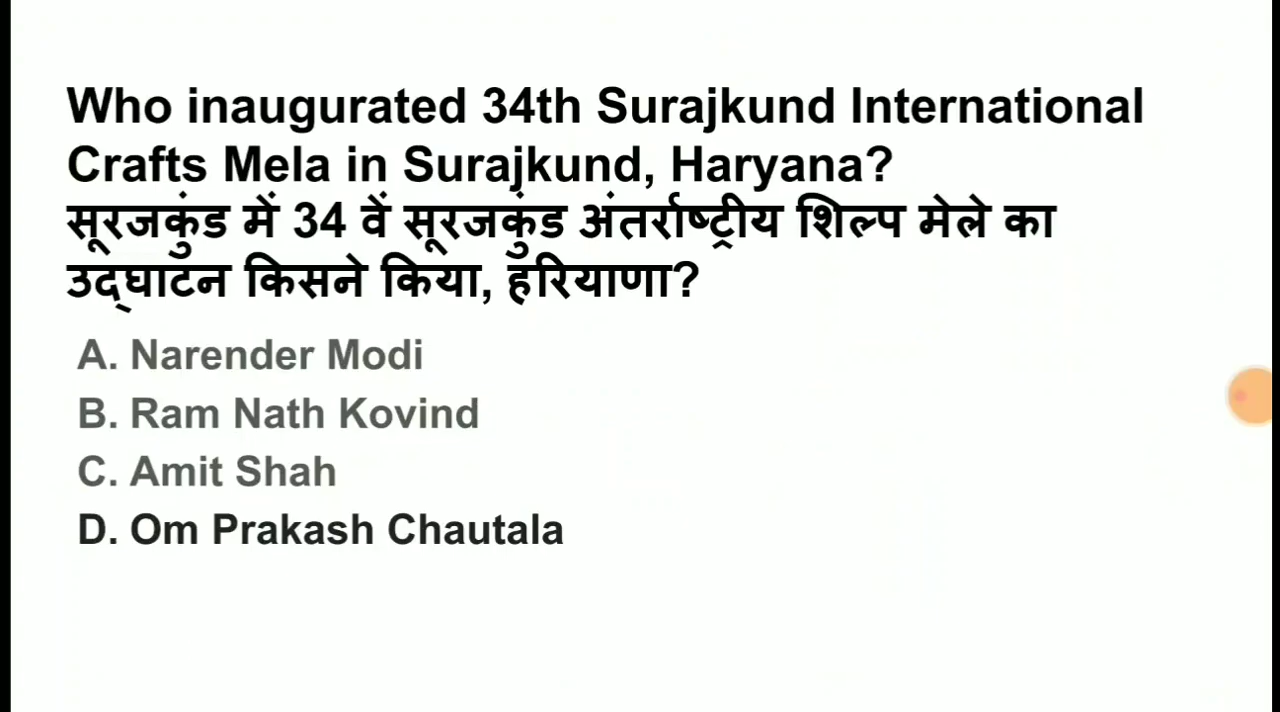 Who inaugurated 34th Surajkund International
Crafts Mela in Surajkund, Haryana?
सूरजकुंड में 34 वें सूरजकुंड अंतर्राष्ट्रीय शिल्प मेले का
उद्घाटन किसने किया, हरियाणा?
A. Narender Modi
B. Ram Nath Kovind
C. Amit Shah
D. Om Prakash Chautala